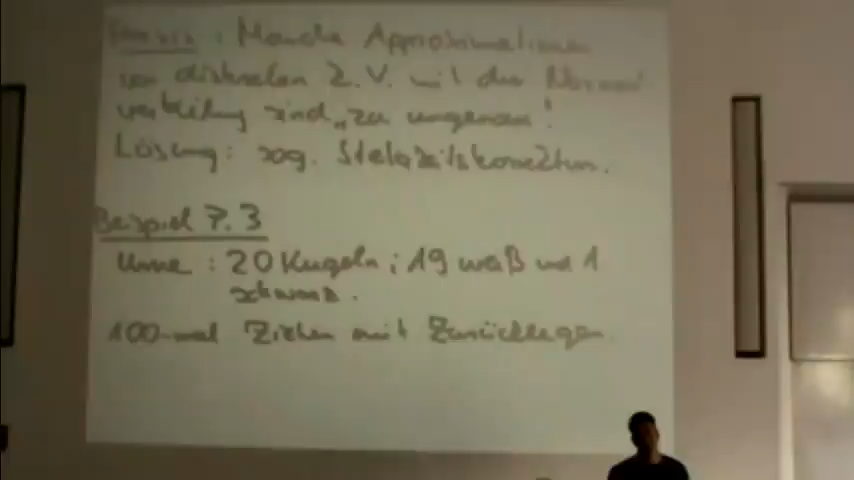 : Manche Approximationen
von diskreten Z.V. mit der Normal-
verteilung sind "zu ungenau"!
Lösung: sog. Stetigkeitskorrektur.
Beispiel 7.3
Urne : 20 Kugeln; 19 weiß und 1
schwarz.
100-mal Ziehen mit Zurücklegen.